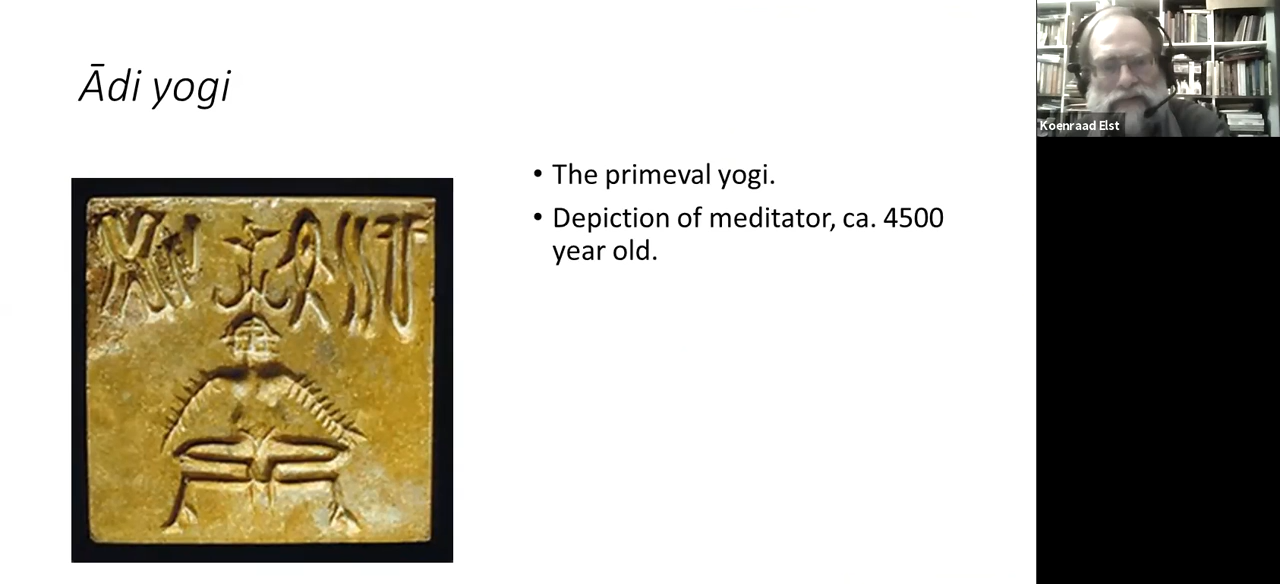 Ādi yogi
• The primeval yogi.
• Depiction of meditator, ca. 4500
year old.
Koenraad Elst